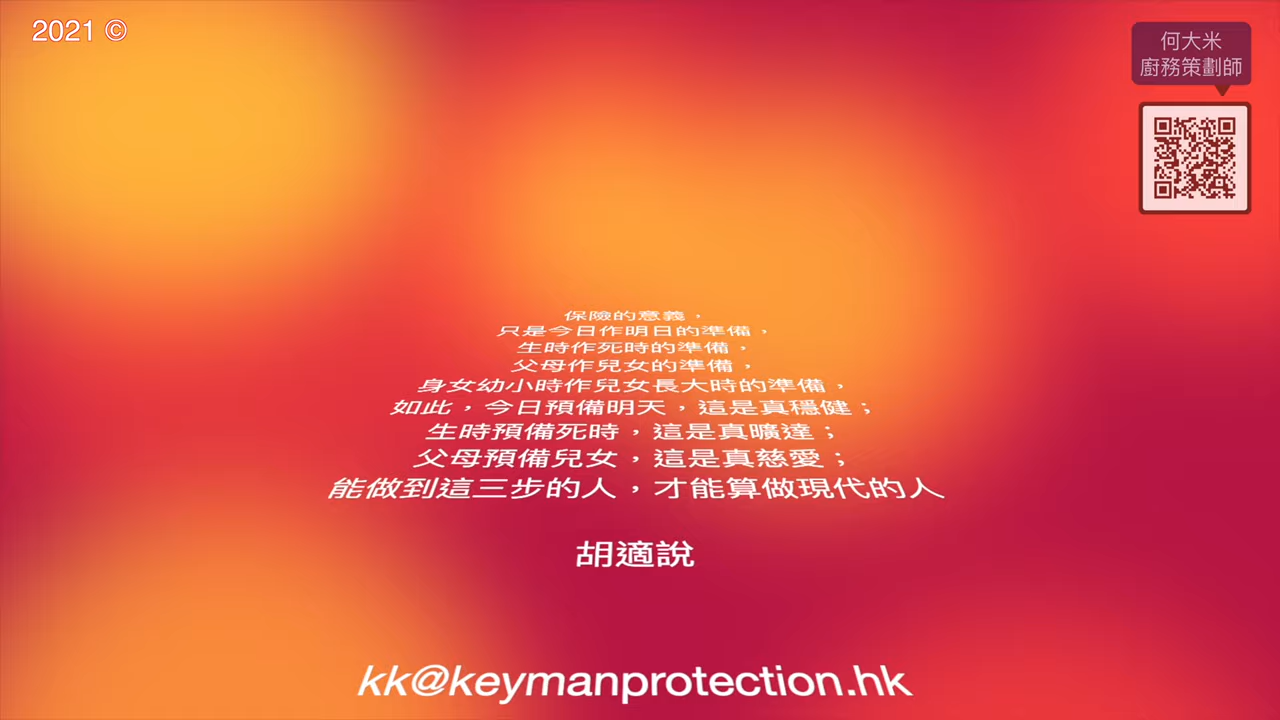 2021 ©
何大米
廚務策劃師
保險的意義，
只是今日作明日的準備，
生時作死時的準備，
父母作兒女的準備，
身女幼小時作兒女長大時的準備，
如此，今日預備明天，這是真穩健；
生時預備死時，這是真曠達；
父母預備兒女，這是真慈愛；
能做到這三步的人，才能算做現代的人
胡適說
kk@keymanprotection.hk